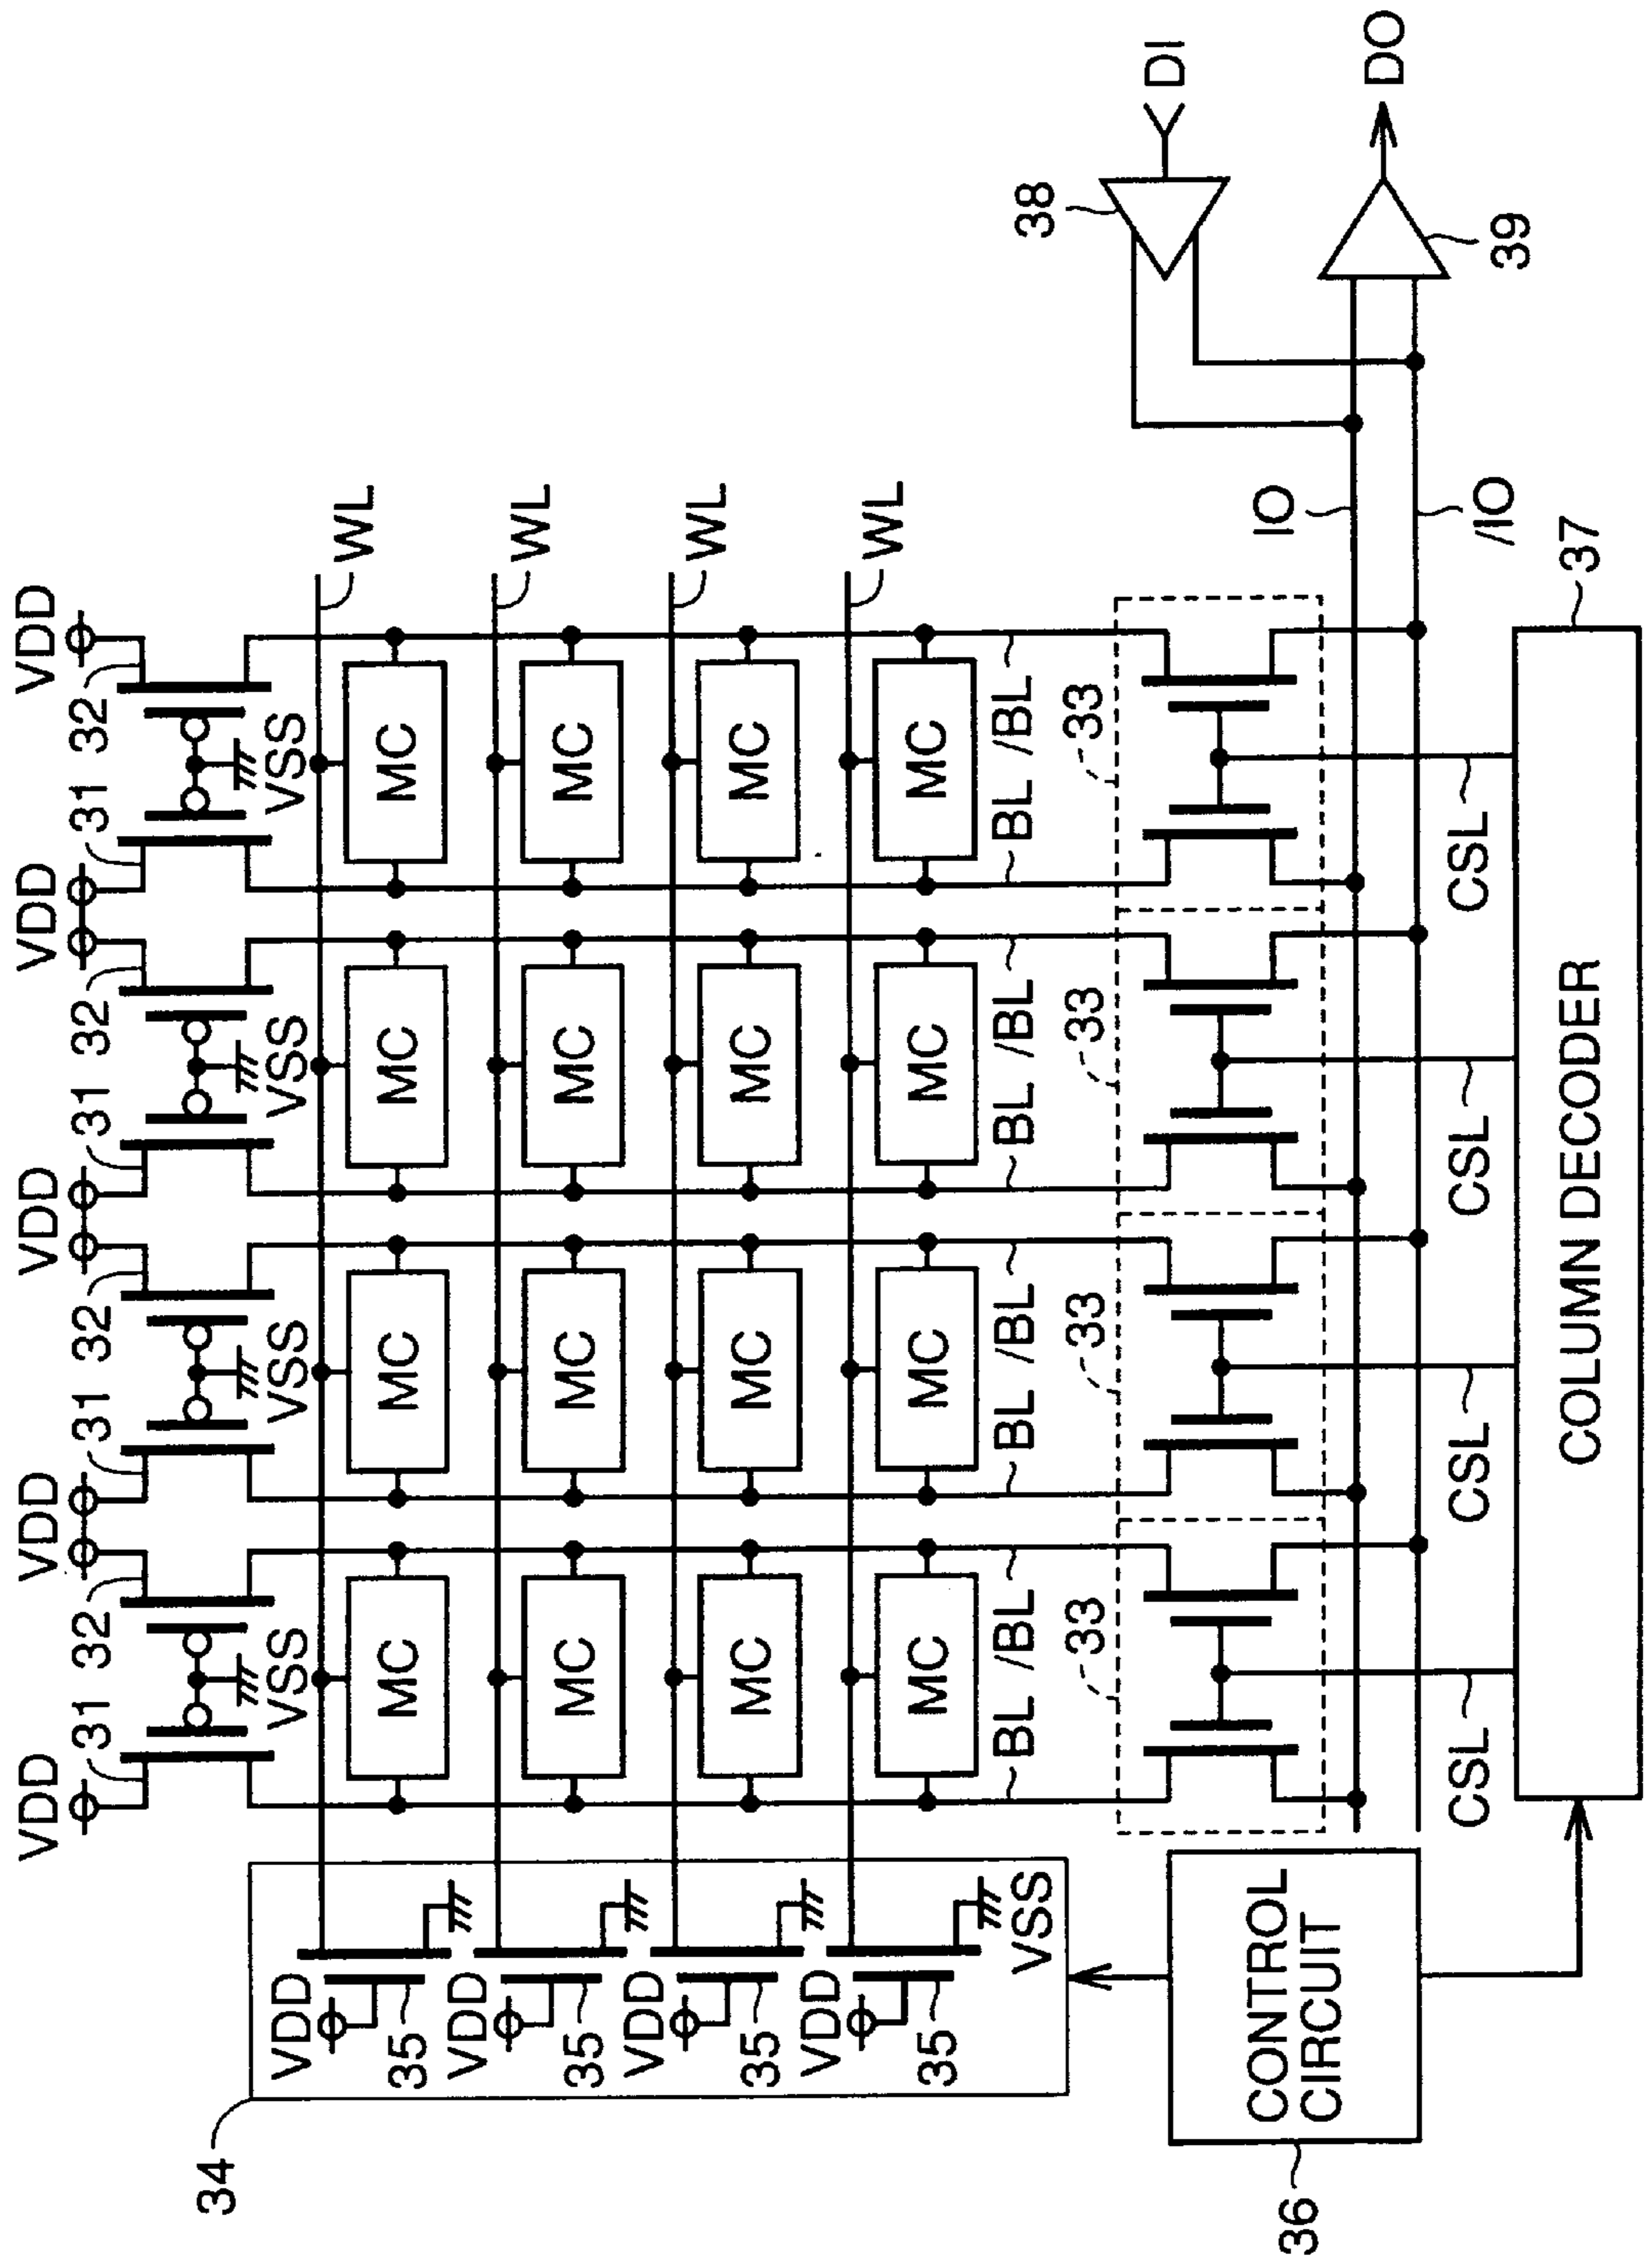 VDD VDD VDD VDD VDD VDD VDD VDD
31 32 31 32 31 32 31 32
VSS VSS VSS VSS
34
VDD
35
MC MC MC MC WL
VDD
35
MC MC MC MC WL
VDD
35
MC MC MC MC WL
VDD
35
MC MC MC MC WL
VSS
BL /BL BL /BL BL /BL BL /BL
33 33 33 33
38
DI
36
CONTROL
CIRCUIT
IO
DO
/IO
39
CSL CSL CSL CSL
COLUMN DECODER
37